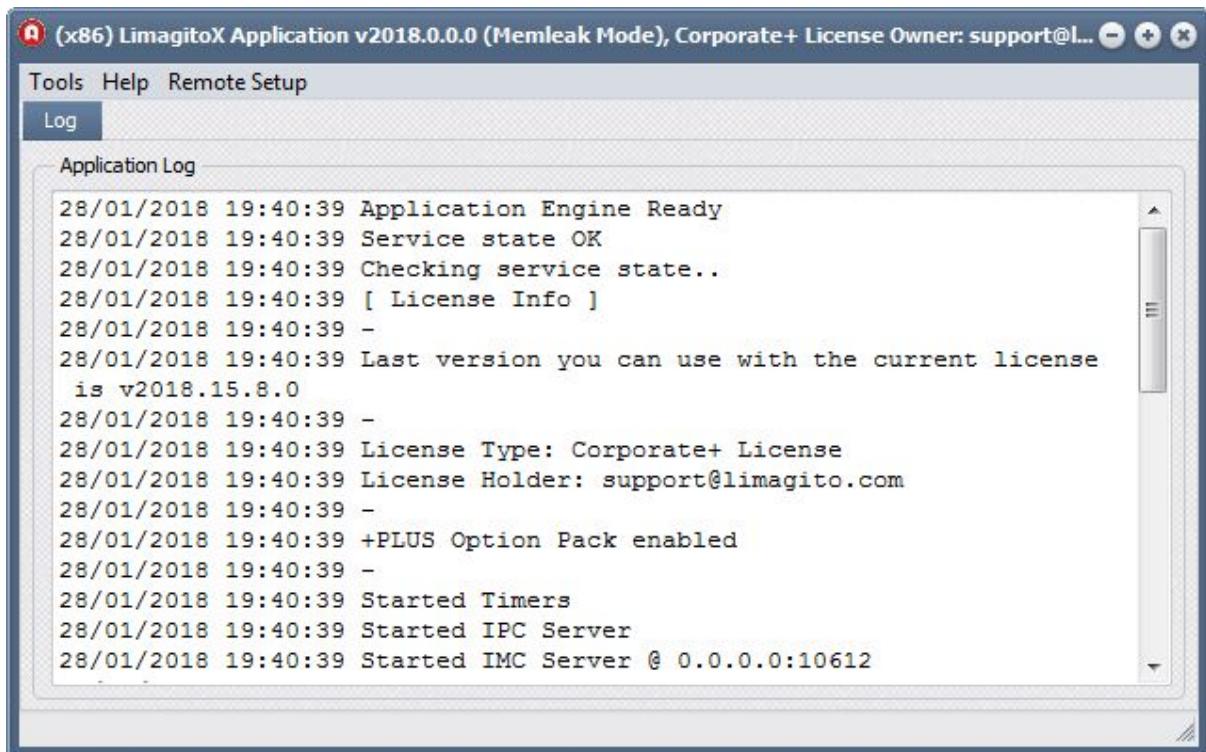 (x86) LimagitoX Application v2018.0.0.0 (Memleak Mode), Corporate+ License Owner: support@l...
Tools Help Remote Setup
Log
Application Log
28/01/2018 19:40:39 Application Engine Ready
28/01/2018 19:40:39 Service state OK
28/01/2018 19:40:39 Checking service state..
28/01/2018 19:40:39 [ License Info ]
28/01/2018 19:40:39 -
28/01/2018 19:40:39 Last version you can use with the current license
is v2018.15.8.0
28/01/2018 19:40:39 -
28/01/2018 19:40:39 License Type: Corporate+ License
28/01/2018 19:40:39 License Holder: support@limagito.com
28/01/2018 19:40:39 -
28/01/2018 19:40:39 +PLUS Option Pack enabled
28/01/2018 19:40:39 -
28/01/2018 19:40:39 Started Timers
28/01/2018 19:40:39 Started IPC Server
28/01/2018 19:40:39 Started IMC Server @ 0.0.0.0:10612